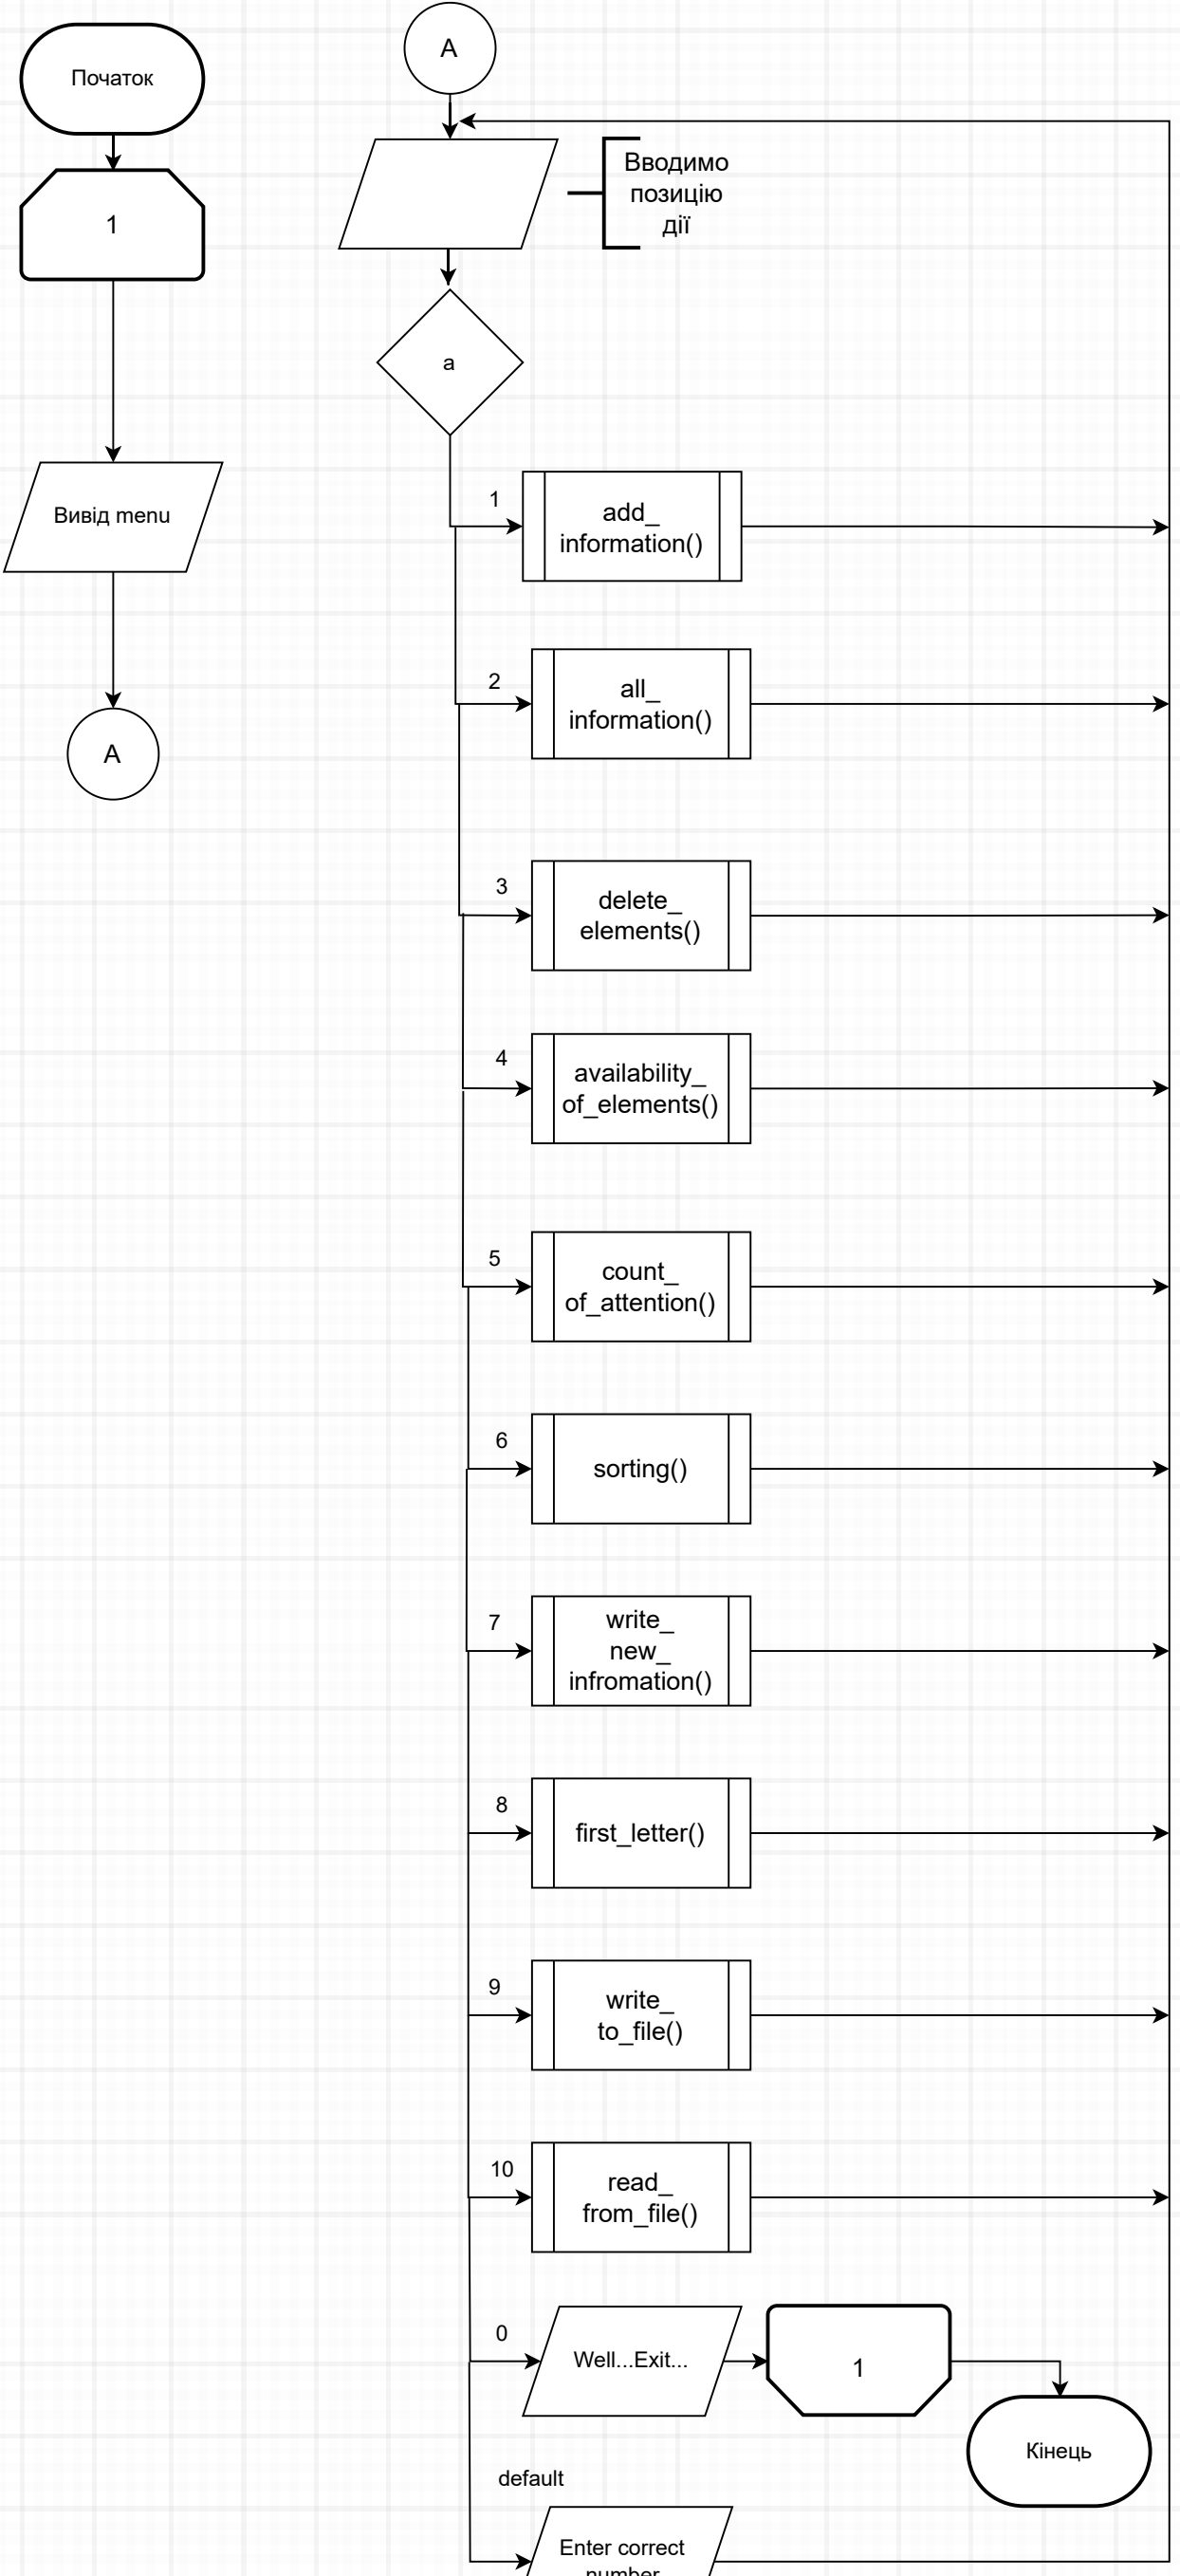 Початок
1
Вивід menu
A
A
Вводимо
позицію
дії
a
1
add_
information()
2
all_
information()
3
delete_
elements()
4
availability_
of_elements()
5
count_
of_attention()
6
sorting()
7
write_
new_
infromation()
8
first_letter()
9
write_
to_file()
10
read_
from_file()
0
Well...Exit...
1
Кінець
default
Enter correct
number